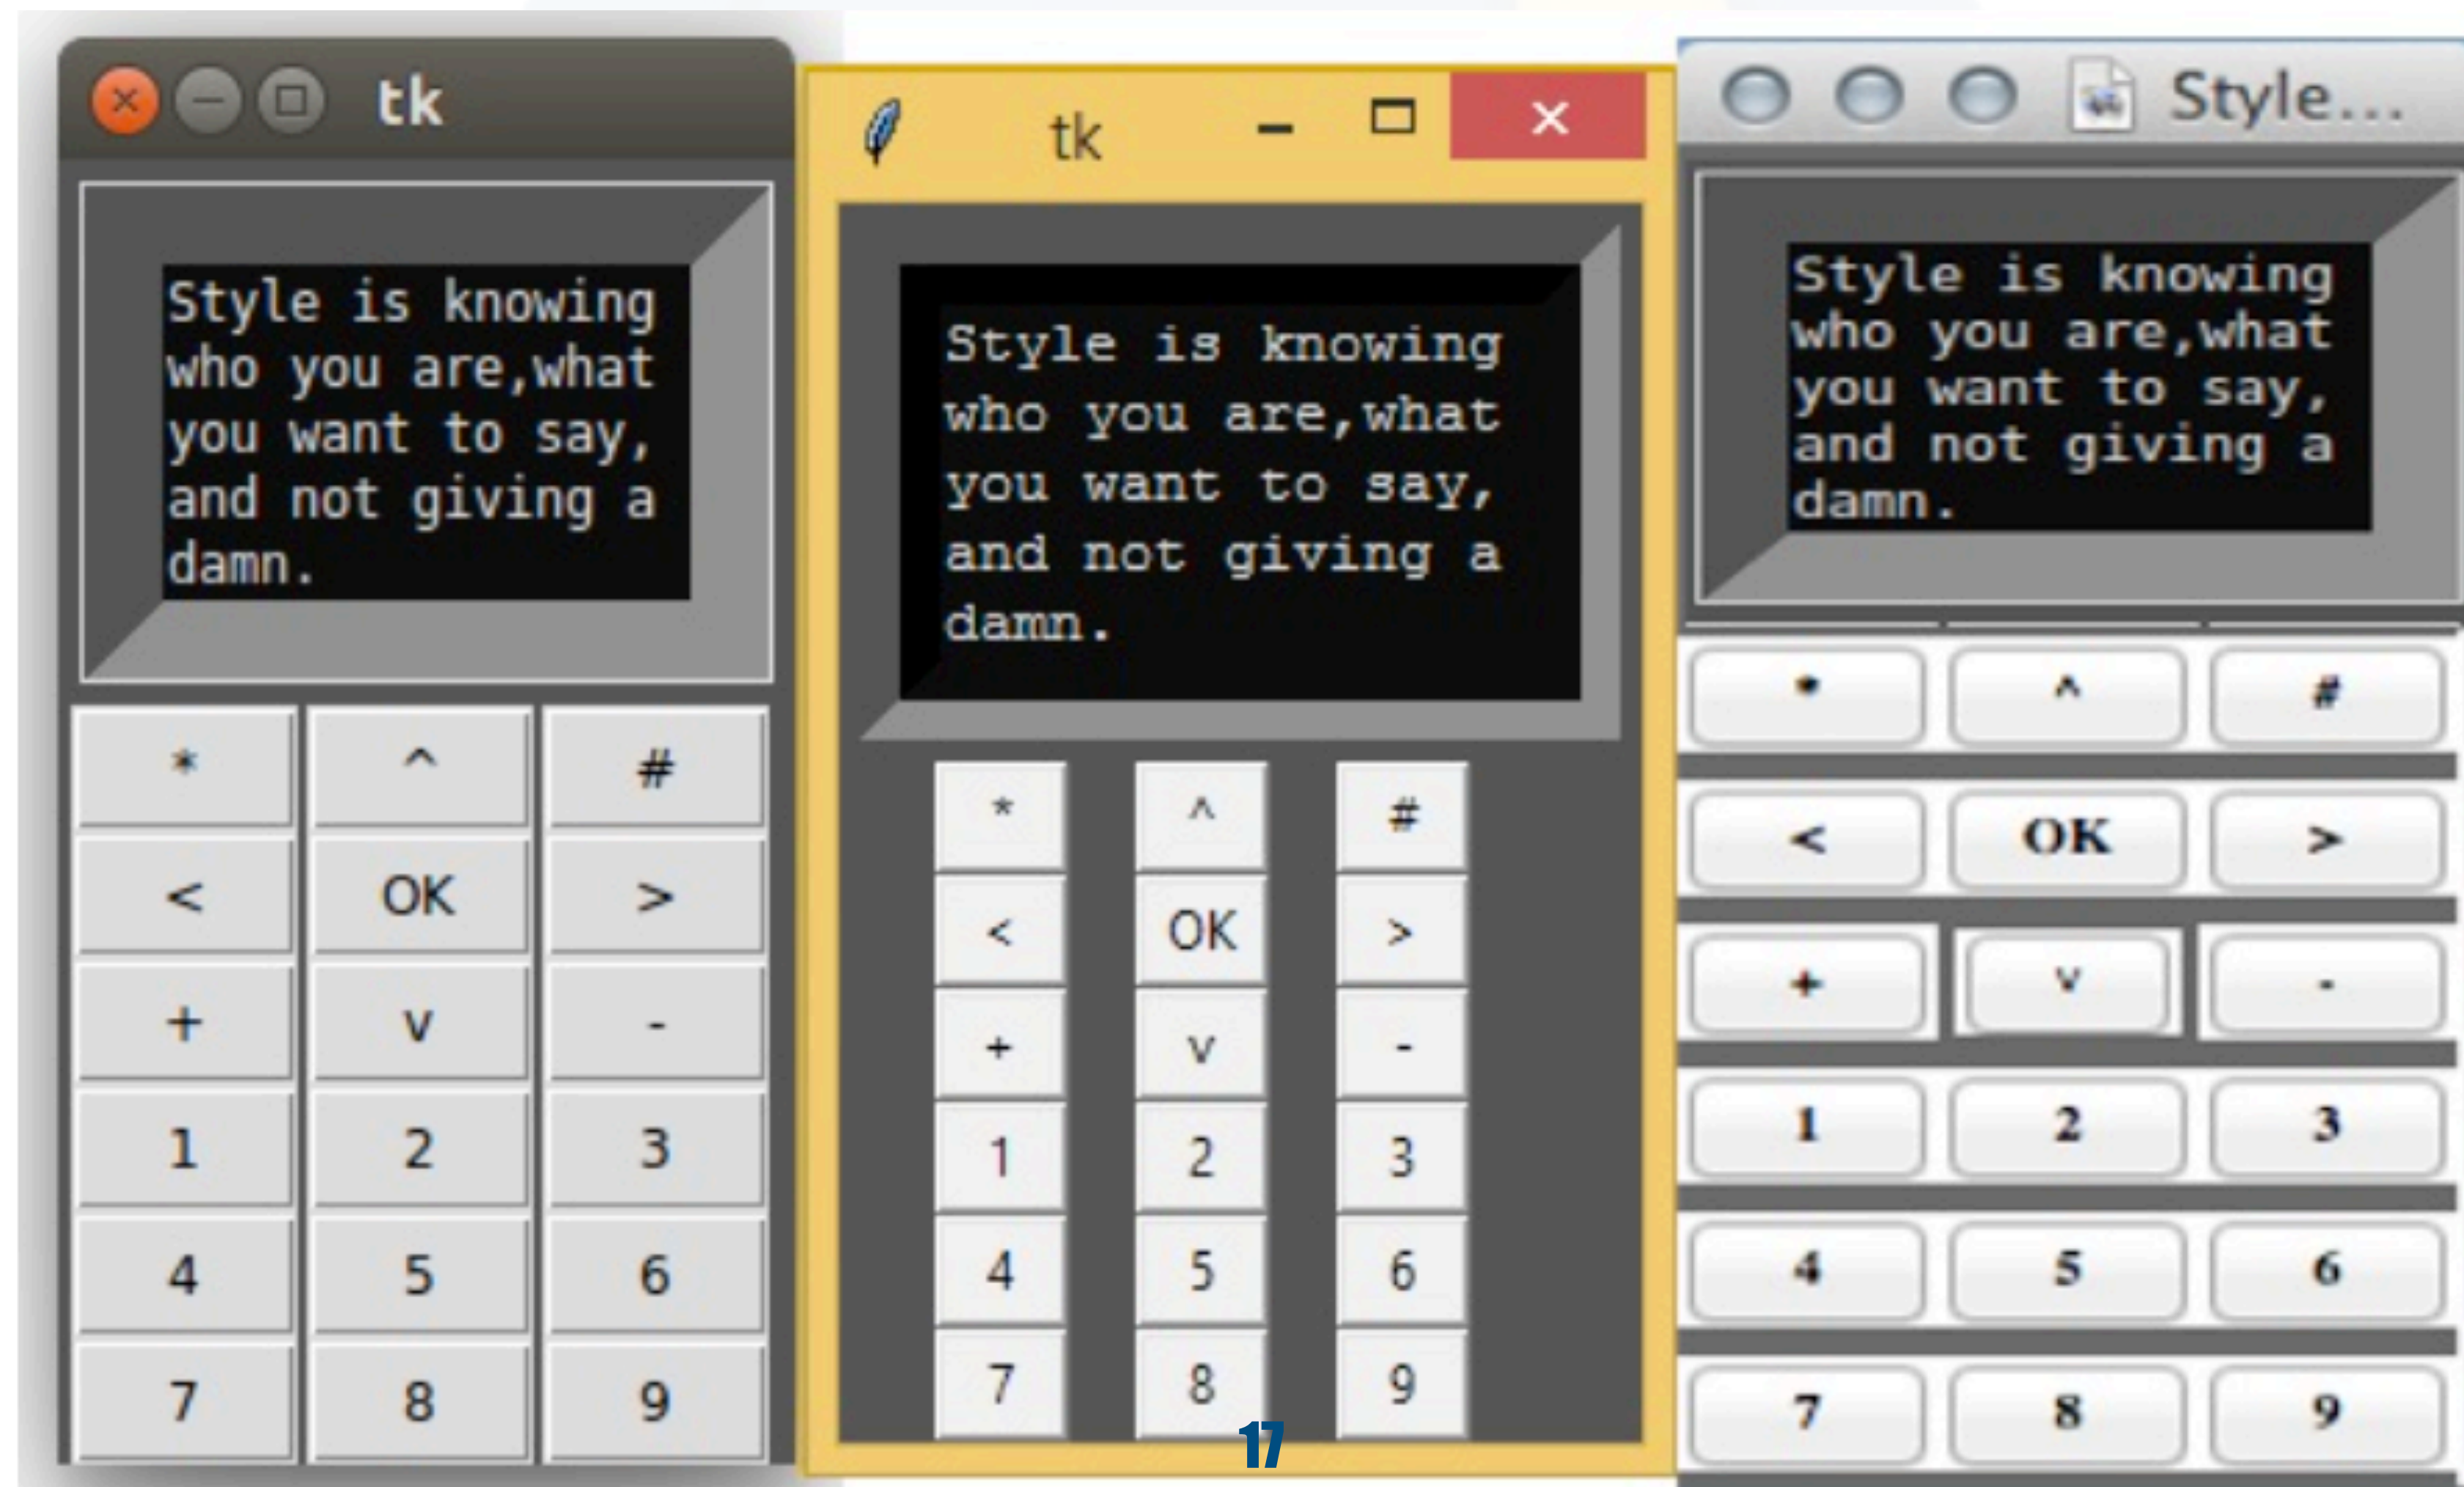 tk
Style is knowing
who you are,what
you want to say,
and not giving a
damn.
* ^ #
< OK >
+ v -
1 2 3
4 5 6
7 8 9
tk
Style is knowing
who you are,what
you want to say,
and not giving a
damn.
* ^ #
< OK >
+ v -
1 2 3
4 5 6
7 8 9
Style...
Style is knowing
who you are,what
you want to say,
and not giving a
damn.
* ^ #
< OK >
+ v -
1 2 3
4 5 6
7 8 9
17